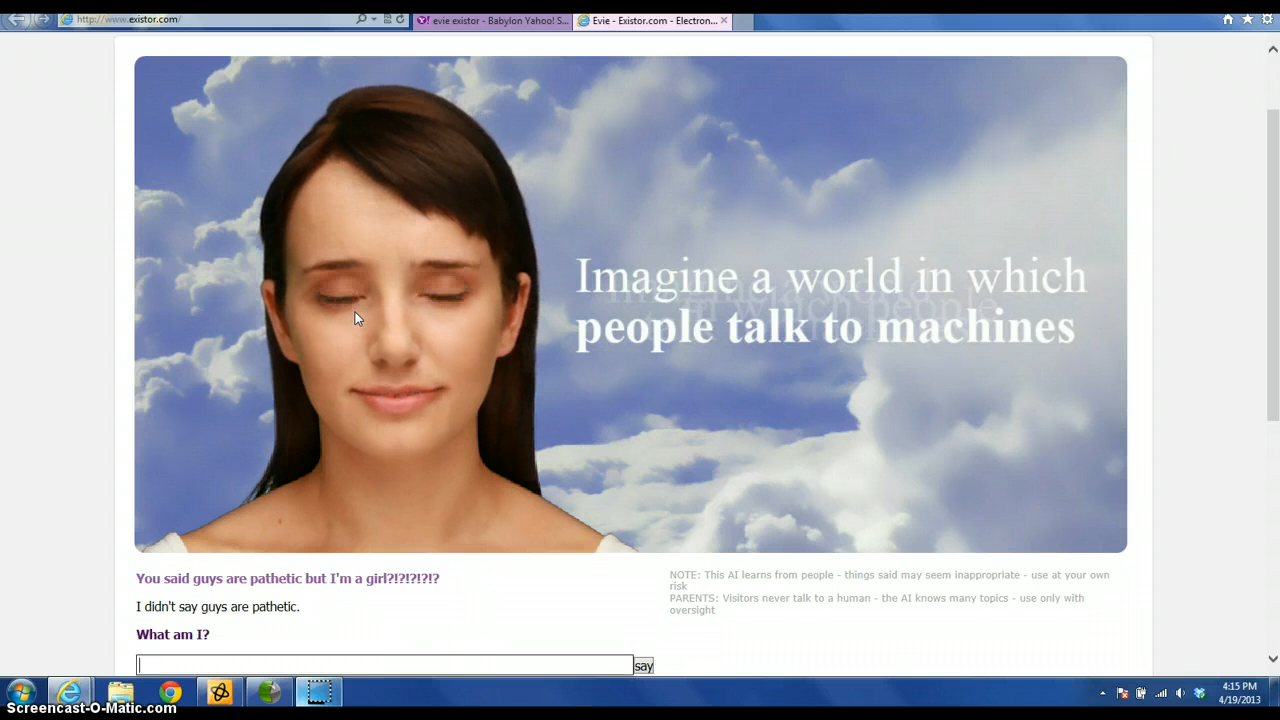 http://www.existor.com/
evie existor - Babylon Yahoo! S...
Evie - Existor.com - Electron...
Imagine a world in which
people talk to machines
You said guys are pathetic but I'm a girl?!?!?!?!?
I didn't say guys are pathetic.
What am I?
say
NOTE: This AI learns from people - things said may seem inappropriate - use at your own
risk
PARENTS: Visitors never talk to a human - the AI knows many topics - use only with
oversight
4:15 PM
4/19/2013
Screencast-O-Matic.com